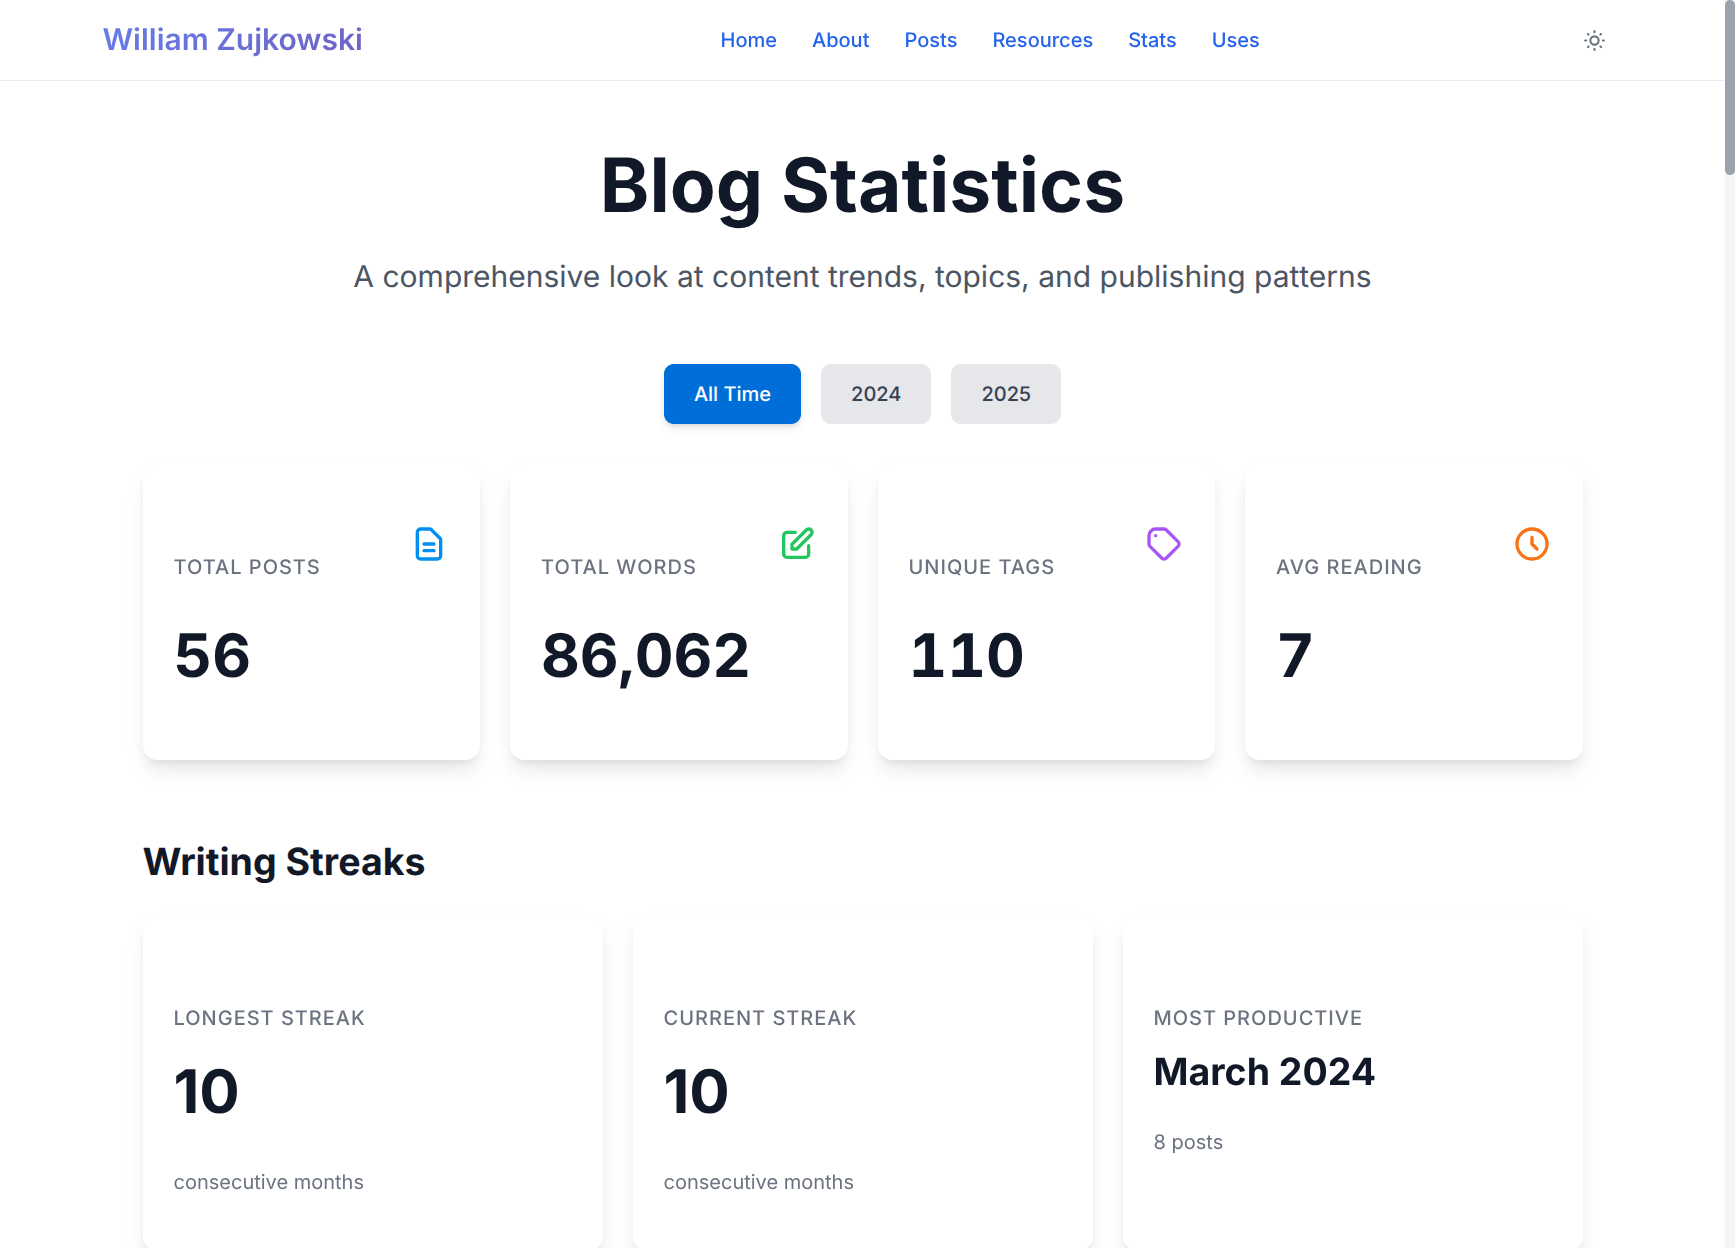 William Zujkowski
Home About Posts Resources Stats Uses
Blog Statistics
A comprehensive look at content trends, topics, and publishing patterns
All Time 2024 2025
TOTAL POSTS
56
TOTAL WORDS
86,062
UNIQUE TAGS
110
AVG READING
7
Writing Streaks
LONGEST STREAK
10
consecutive months
CURRENT STREAK
10
consecutive months
MOST PRODUCTIVE
March 2024
8 posts